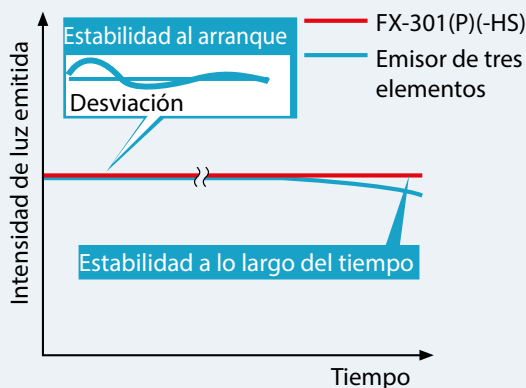 Estabilidad al arranque
Desviación
FX-301(P)(-HS)
Emisor de tres
elementos
Intensidad de luz emitida
Estabilidad a lo largo del tiempo
Tiempo